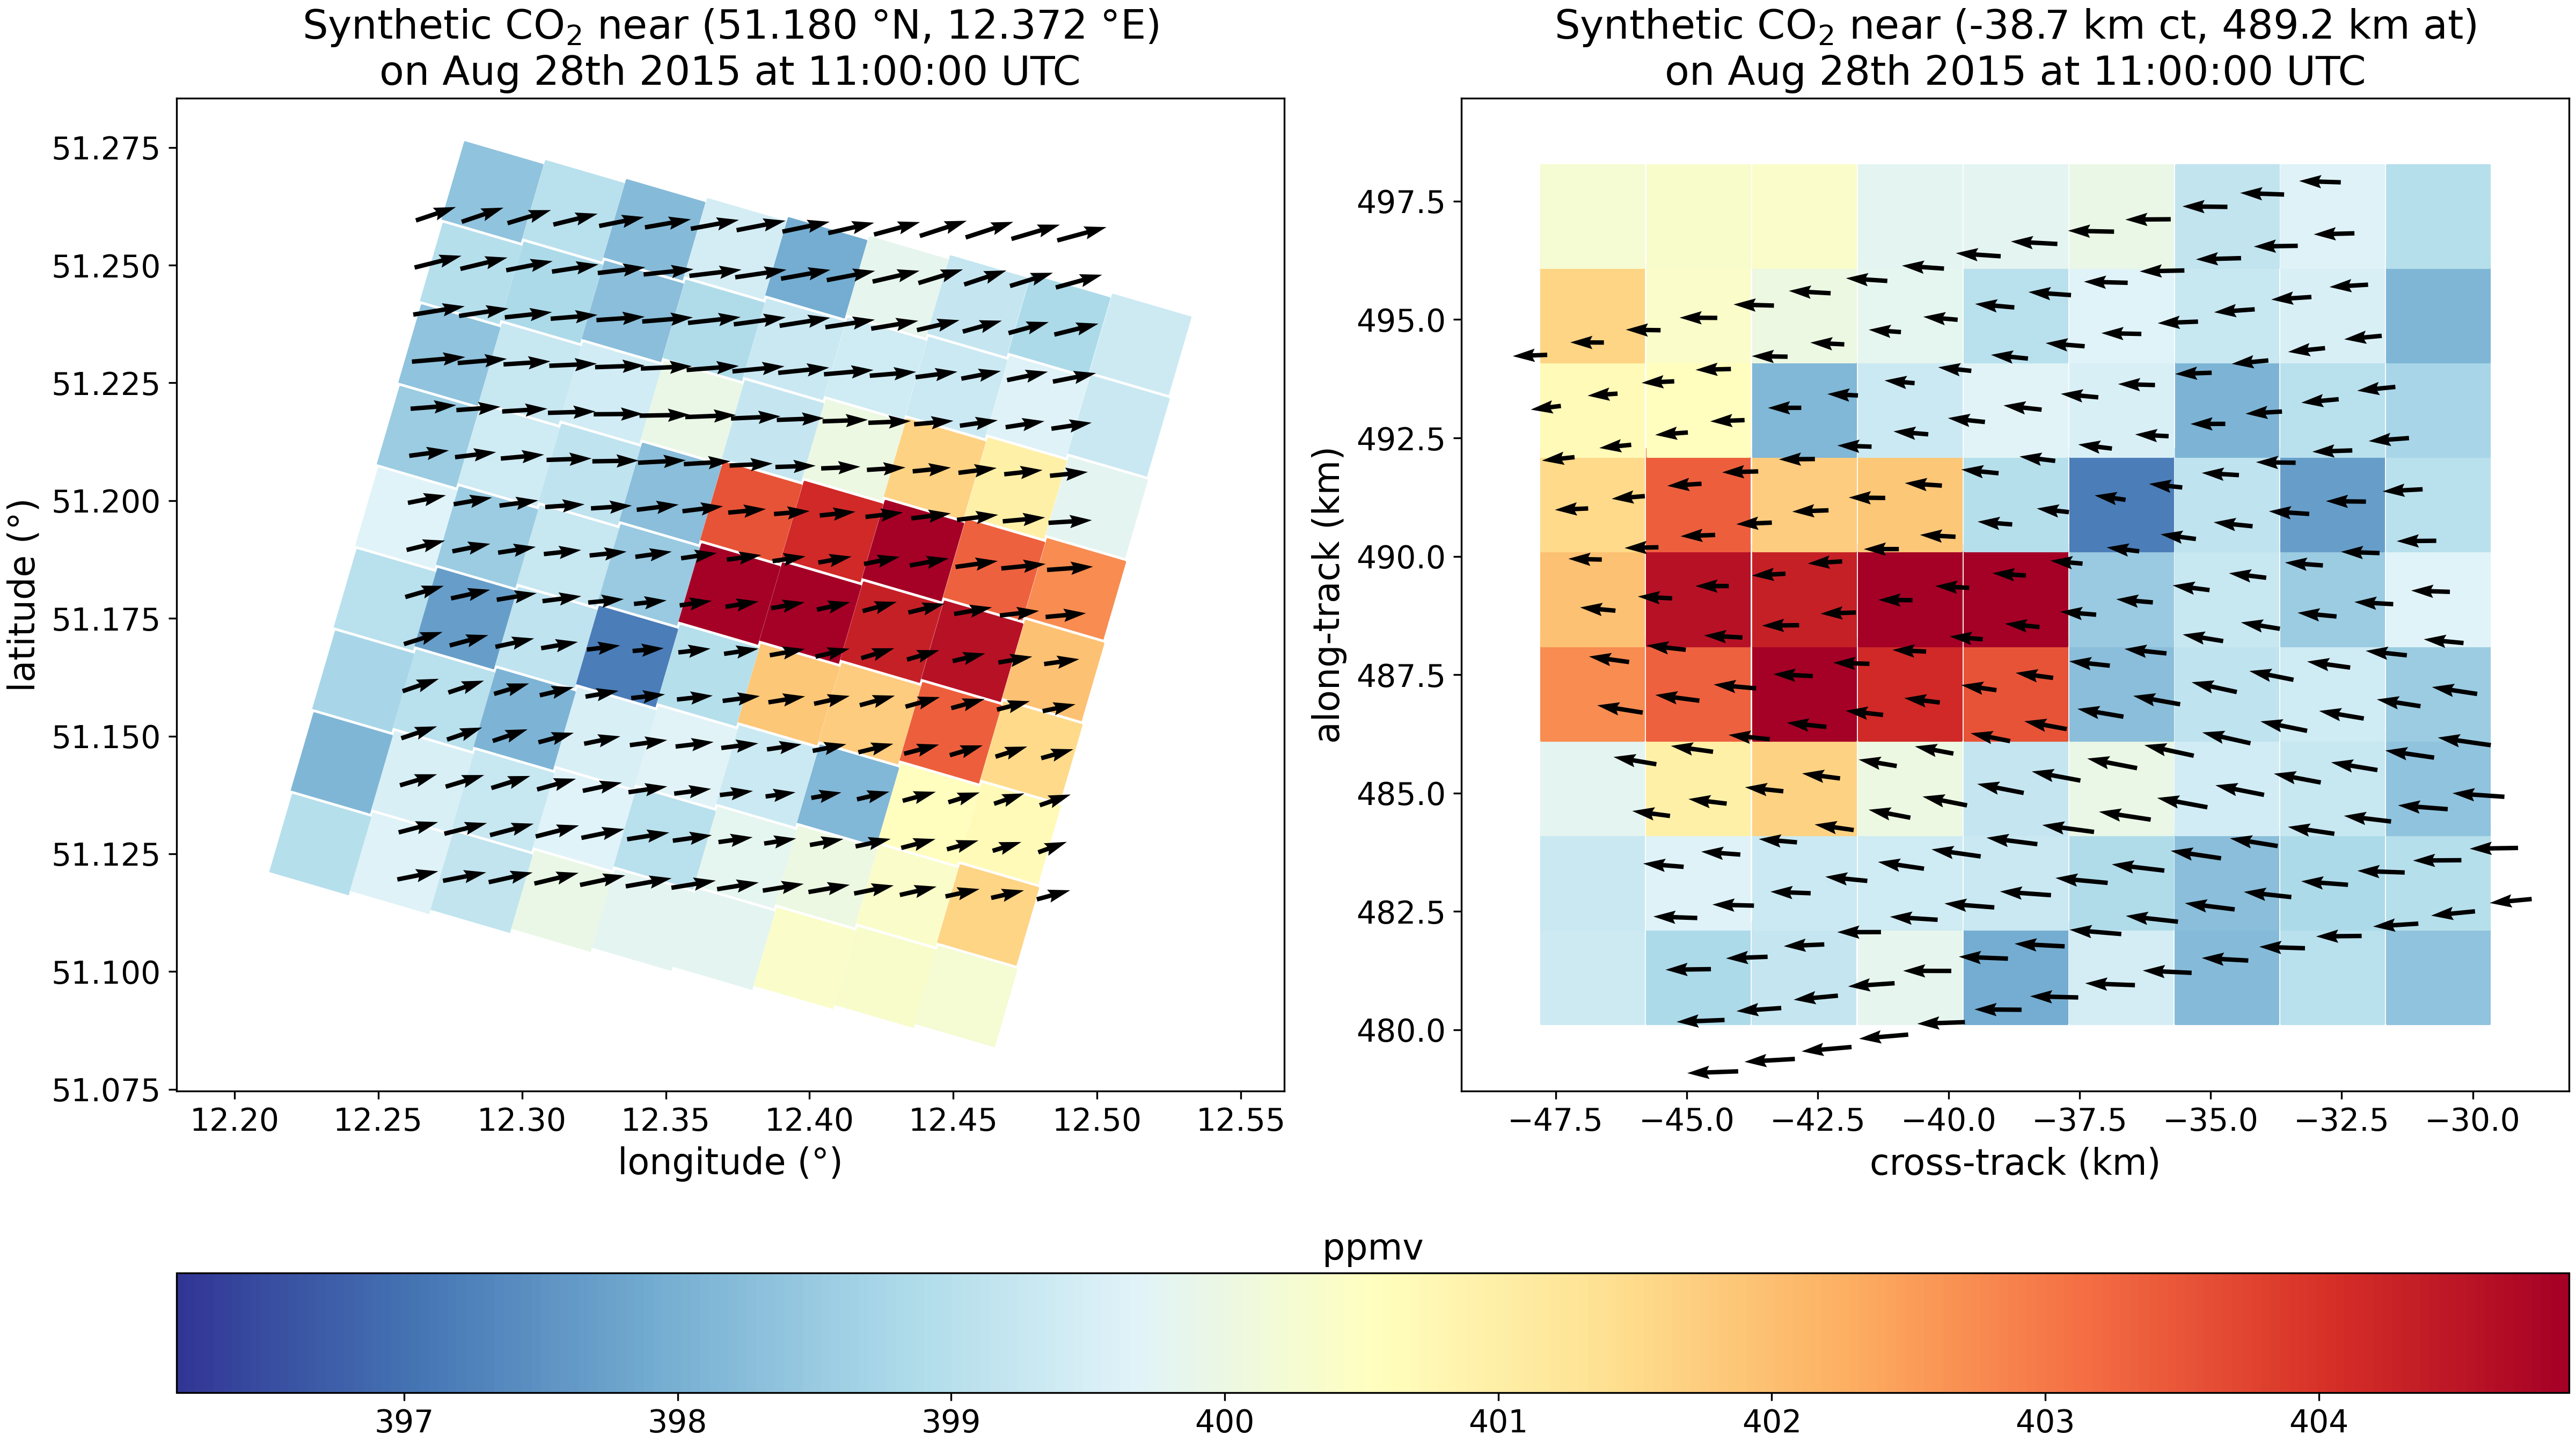 Synthetic CO₂ near (51.180 °N, 12.372 °E)
on Aug 28th 2015 at 11:00:00 UTC
Synthetic CO₂ near (-38.7 km ct, 489.2 km at)
on Aug 28th 2015 at 11:00:00 UTC
51.275
51.250
51.225
51.200
51.175
51.150
51.125
51.100
51.075
latitude (°)
12.20 12.25 12.30 12.35 12.40 12.45 12.50 12.55
longitude (°)
497.5
495.0
492.5
490.0
487.5
485.0
482.5
480.0
along-track (km)
−47.5 −45.0 −42.5 −40.0 −37.5 −35.0 −32.5 −30.0
cross-track (km)
ppmv
397 398 399 400 401 402 403 404